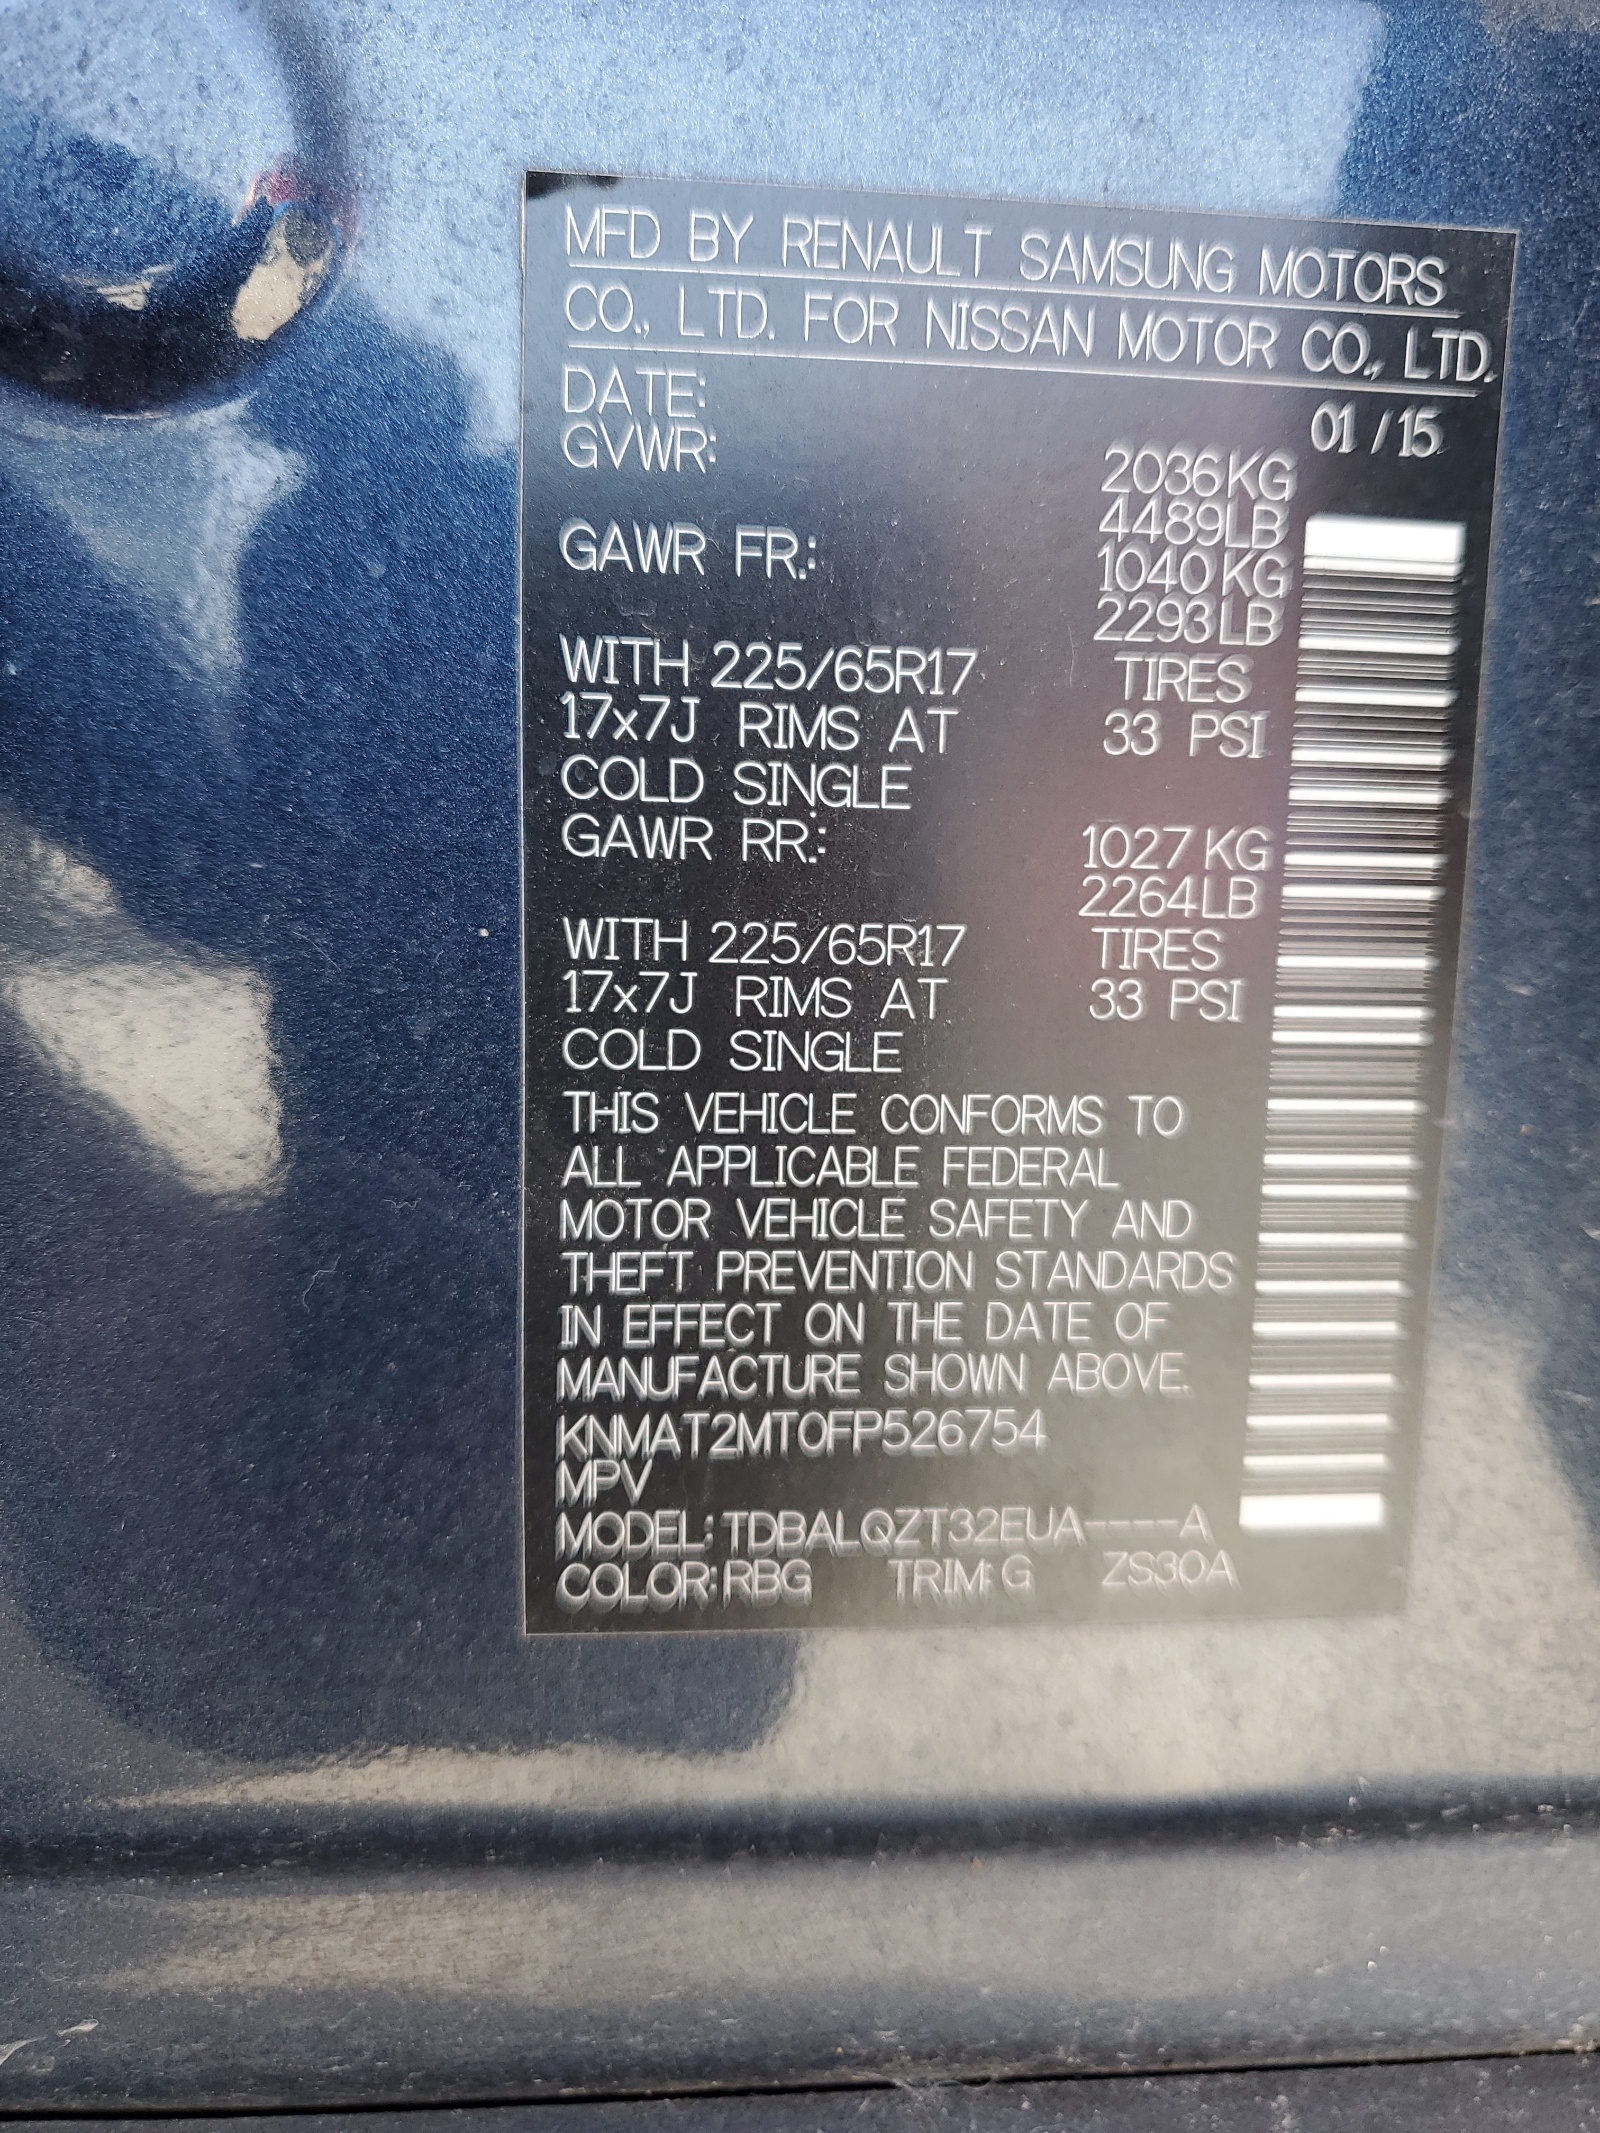 MFD BY RENAULT SAMSUNG MOTORS
CO., LTD. FOR NISSAN MOTOR CO., LTD.
DATE: 01 / 15
GVWR: 2036KG
4489LB
GAWR FR.: 1040KG
2293LB
WITH 225/65R17 TIRES
17x7J RIMS AT 33 PSI
COLD SINGLE
GAWR RR.: 1027KG
2264LB
WITH 225/65R17 TIRES
17x7J RIMS AT 33 PSI
COLD SINGLE
THIS VEHICLE CONFORMS TO
ALL APPLICABLE FEDERAL
MOTOR VEHICLE SAFETY AND
THEFT PREVENTION STANDARDS
IN EFFECT ON THE DATE OF
MANUFACTURE SHOWN ABOVE.
KNMAT2MT0FP526754
MPV
MODEL: TDBALQZT32EUA----A
COLOR: RBG TRIM: G ZS30A